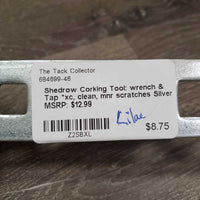 The Tack Collector
684699-46
Shedrow Corking Tool: wrench &
Tap *xc, clean, mnr scratches Silver
MSRP: $12.99
Lilac
$8.75
Z2SBXL